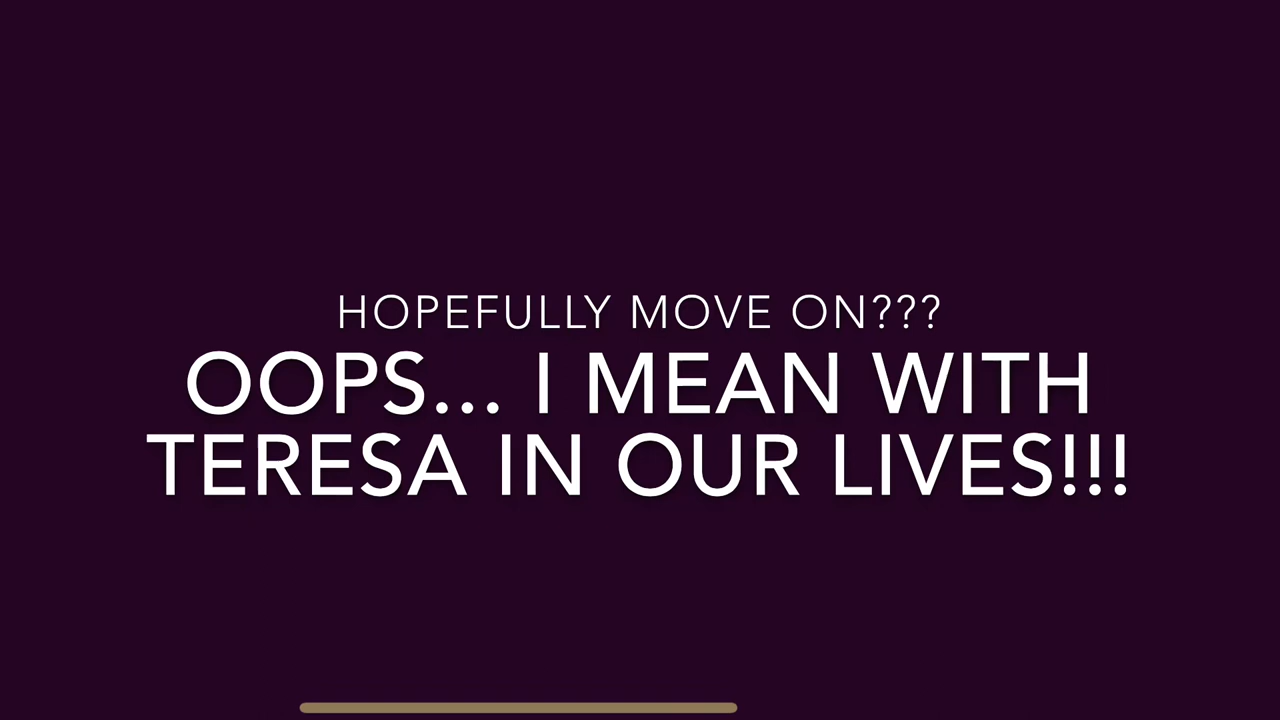 HOPEFULLY MOVE ON???
OOPS... I MEAN WITH
TERESA IN OUR LIVES!!!